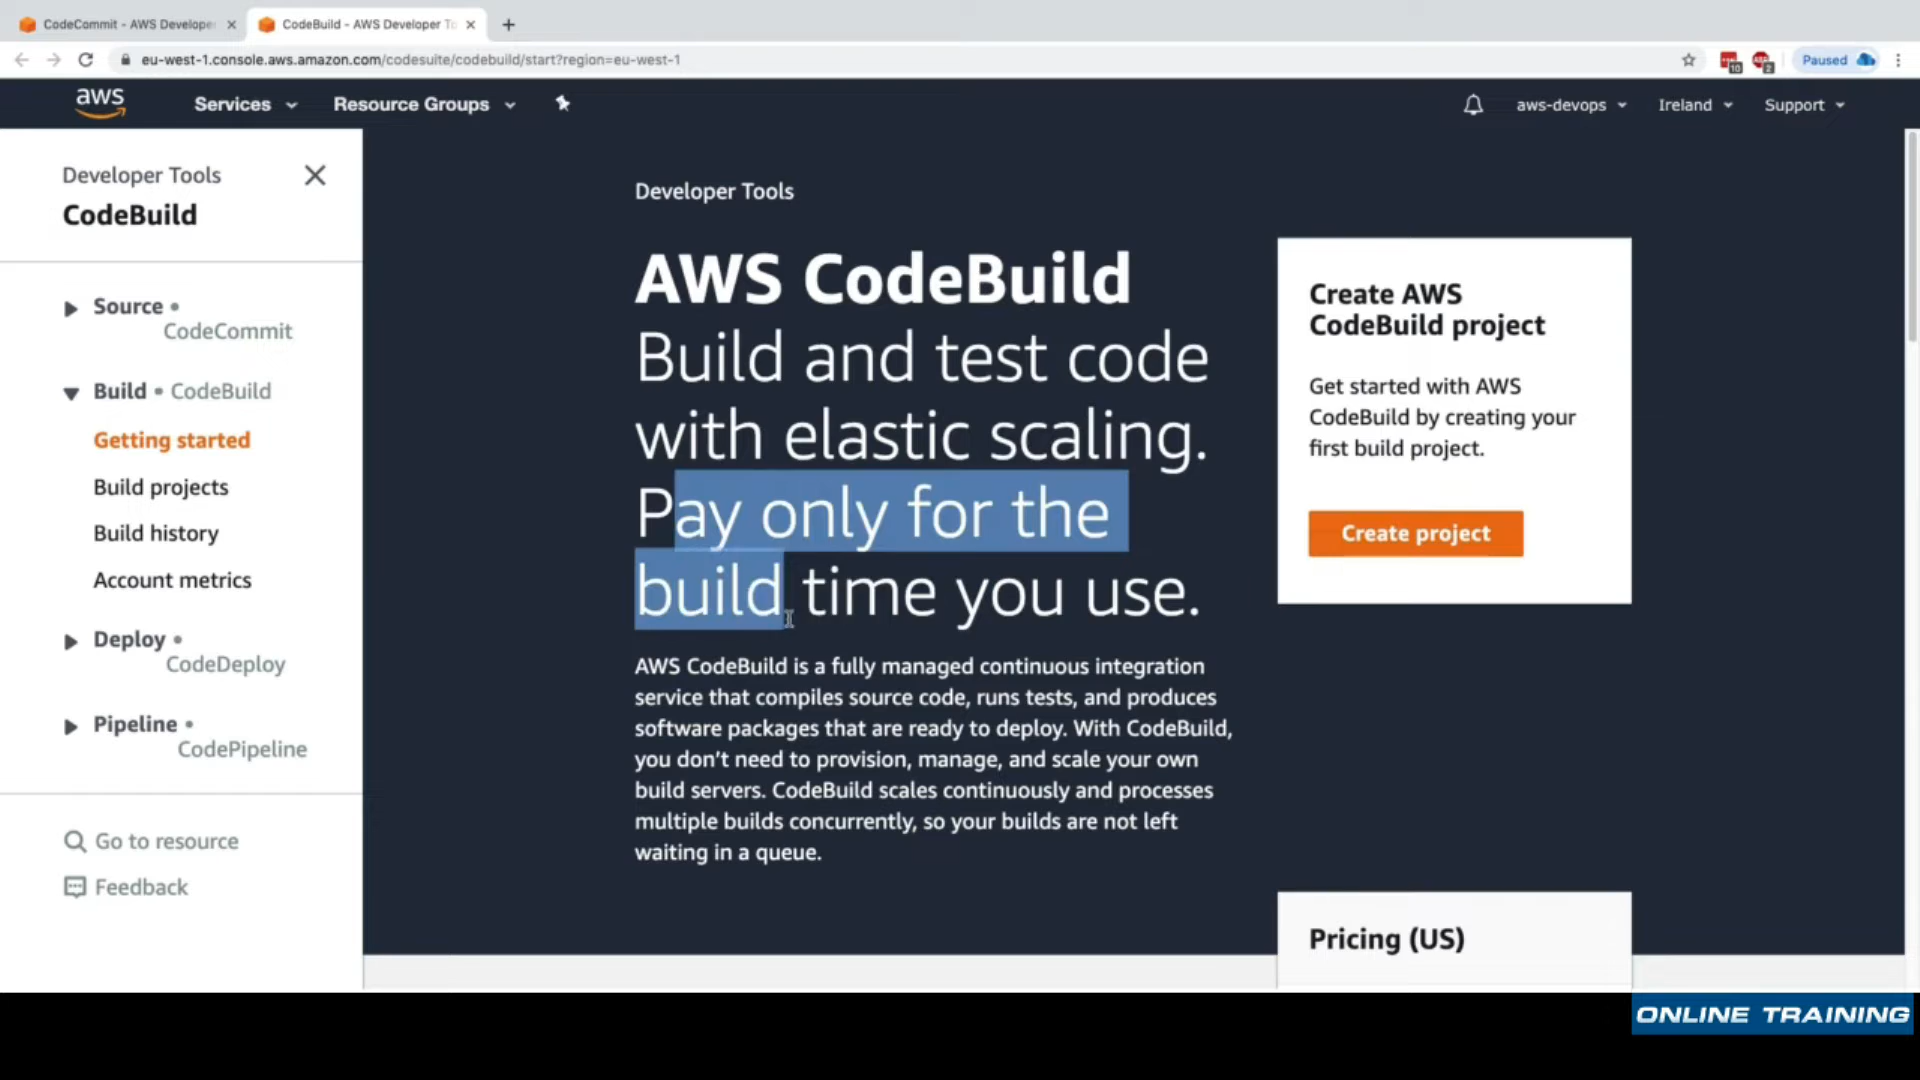 CodeCommit - AWS Develope
CodeBuild - AWS Developer To
eu-west-1.console.aws.amazon.com/codesuite/codebuild/start?region=eu-west-1
10
2
Paused
aws
Services
Resource Groups
aws-devops
Ireland
Support
Developer Tools
CodeBuild
Source •
CodeCommit
Build • CodeBuild
Getting started
Build projects
Build history
Account metrics
Deploy •
CodeDeploy
Pipeline •
CodePipeline
Go to resource
Feedback
Developer Tools
AWS CodeBuild
Build and test code
with elastic scaling.
Pay only for the
build time you use.
AWS CodeBuild is a fully managed continuous integration
service that compiles source code, runs tests, and produces
software packages that are ready to deploy. With CodeBuild,
you don’t need to provision, manage, and scale your own
build servers. CodeBuild scales continuously and processes
multiple builds concurrently, so your builds are not left
waiting in a queue.
Create AWS
CodeBuild project
Get started with AWS
CodeBuild by creating your
first build project.
Create project
Pricing (US)
ONLINE TRAINING